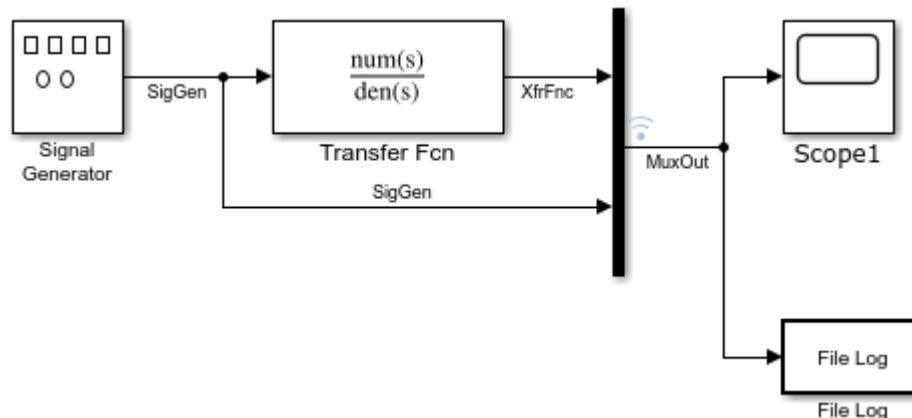 SigGen
Signal
Generator
num(s)
den(s)
Transfer Fcn
XfrFnc
SigGen
MuxOut
Scope1
File Log
File Log